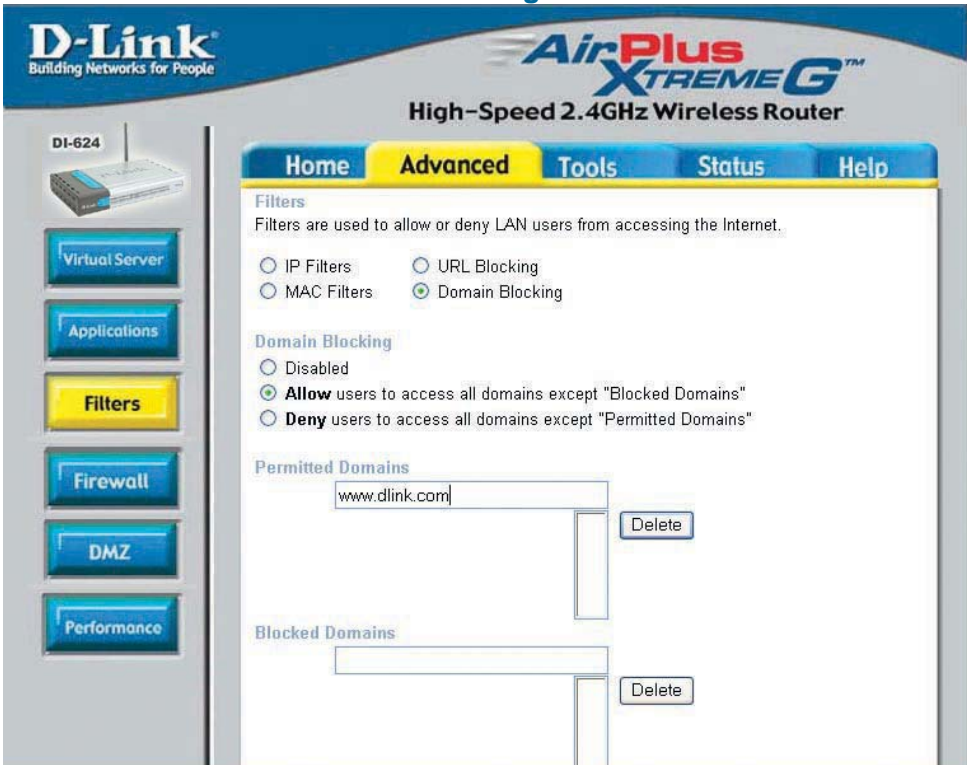 D-Link
Building Networks for People
AirPlus
XTREME G™
High-Speed 2.4GHz Wireless Router
DI-624
Home Advanced Tools Status Help
Virtual Server
Applications
Filters
Firewall
DMZ
Performance
Filters
Filters are used to allow or deny LAN users from accessing the Internet.
IP Filters URL Blocking
MAC Filters Domain Blocking
Domain Blocking
Disabled
Allow users to access all domains except "Blocked Domains"
Deny users to access all domains except "Permitted Domains"
Permitted Domains
www.dlink.com
Delete
Blocked Domains
Delete